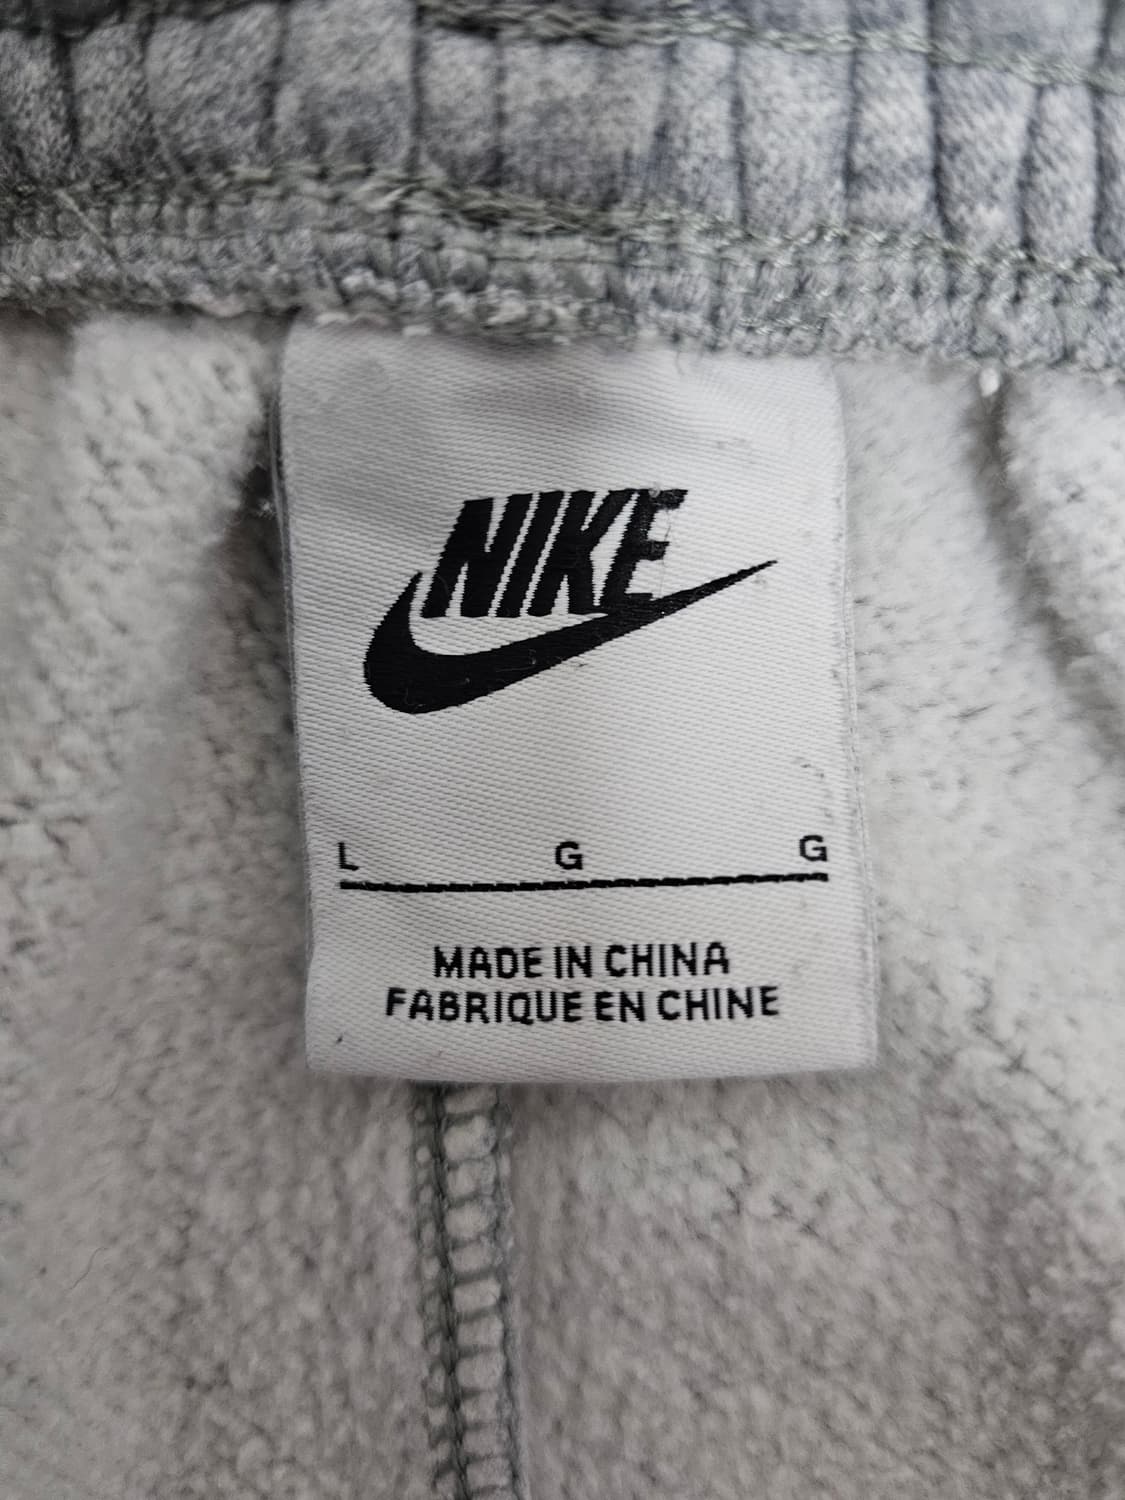 NIKE
L G G
MADE IN CHINA
FABRIQUE EN CHINE